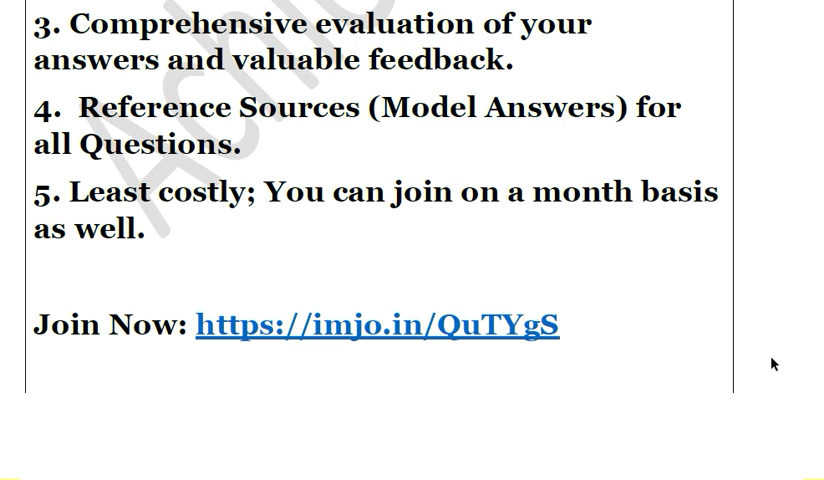 3. Comprehensive evaluation of your
answers and valuable feedback.
4. Reference Sources (Model Answers) for
all Questions.
5. Least costly; You can join on a month basis
as well.
Join Now: https://imjo.in/QuTYgS